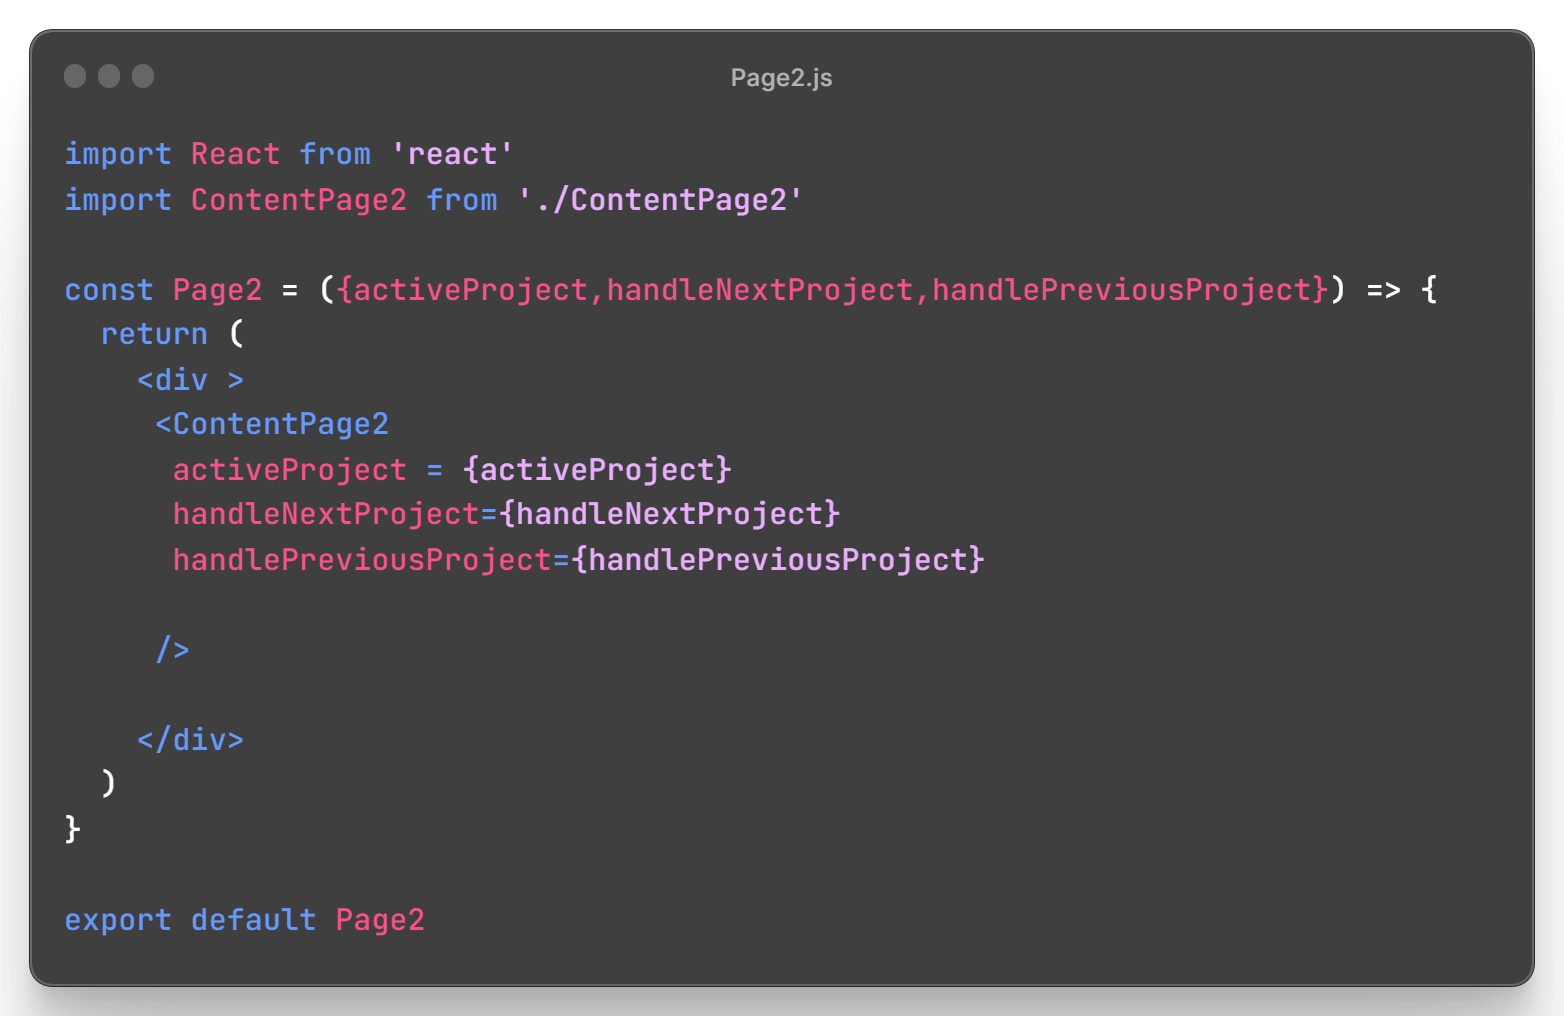 Page2.js
import React from 'react'
import ContentPage2 from './ContentPage2'

const Page2 = ({activeProject,handleNextProject,handlePreviousProject}) => {
  return (
    <div >
     <ContentPage2
      activeProject = {activeProject}
      handleNextProject={handleNextProject}
      handlePreviousProject={handlePreviousProject}

     />

    </div>
  )
}

export default Page2